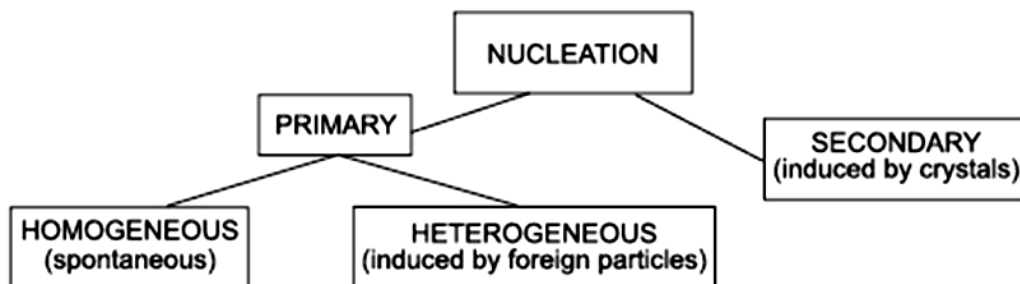 NUCLEATION
PRIMARY
SECONDARY
(induced by crystals)
HOMOGENEOUS
(spontaneous)
HETEROGENEOUS
(induced by foreign particles)